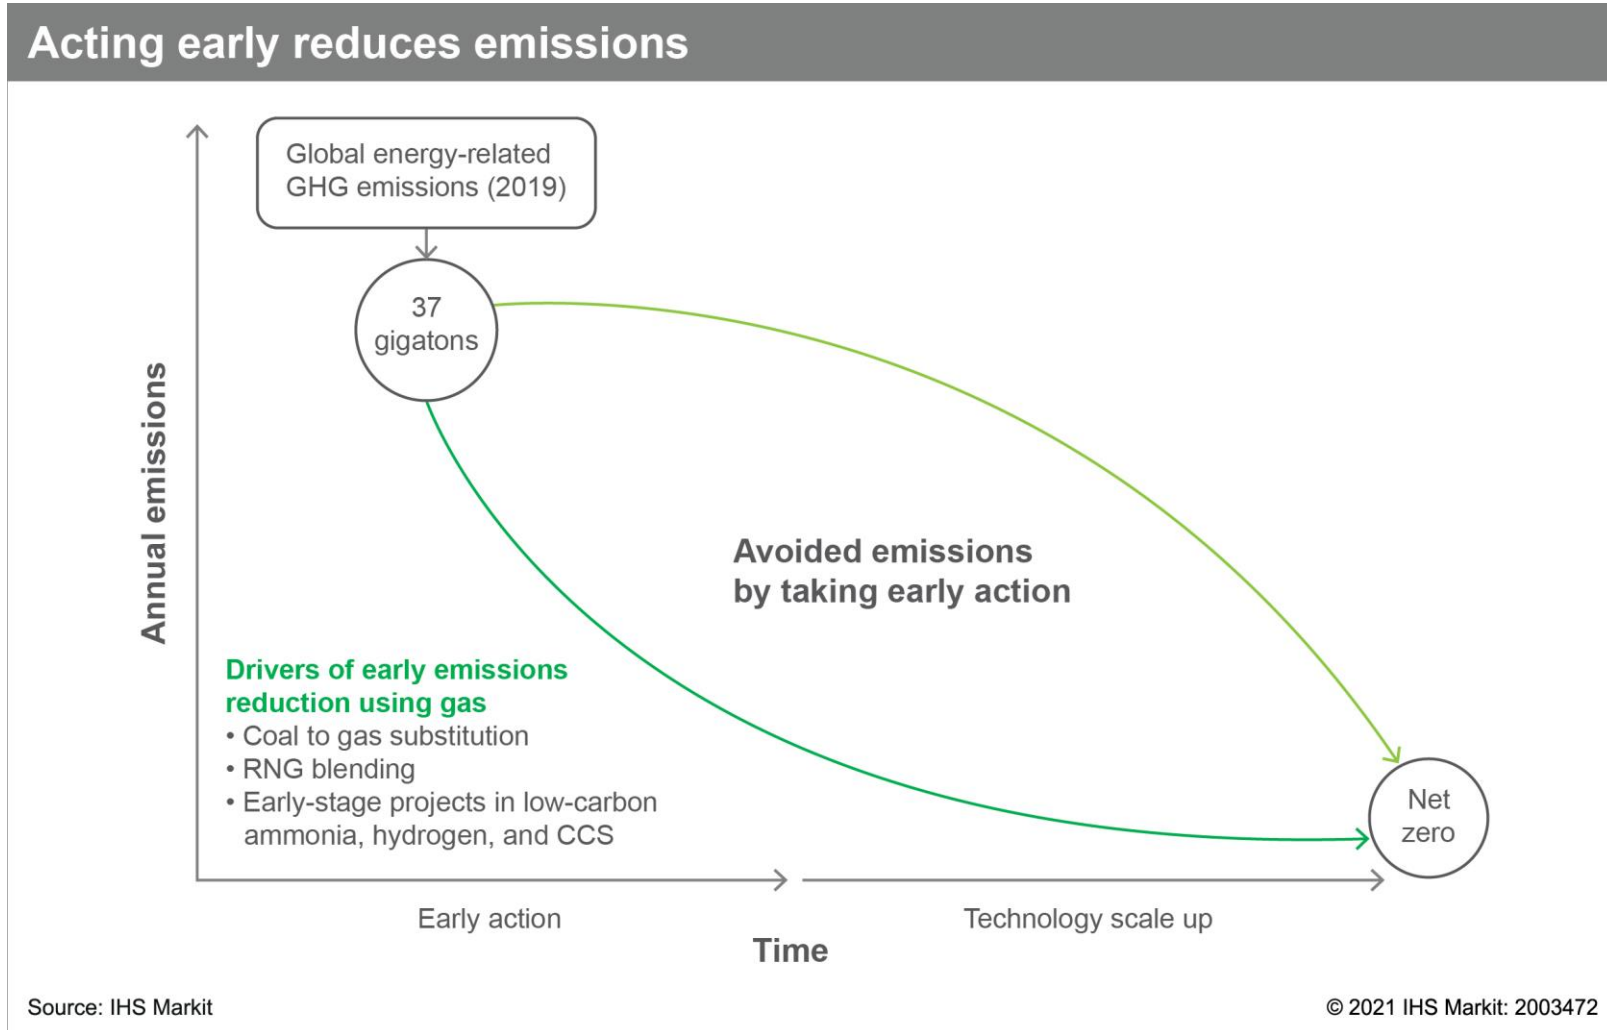 Acting early reduces emissions
Global energy-related
GHG emissions (2019)
37
gigatons
Annual emissions
Avoided emissions
by taking early action
Drivers of early emissions
reduction using gas
• Coal to gas substitution
• RNG blending
• Early-stage projects in low-carbon
ammonia, hydrogen, and CCS
Net
zero
Early action
Technology scale up
Time
Source: IHS Markit
© 2021 IHS Markit: 2003472